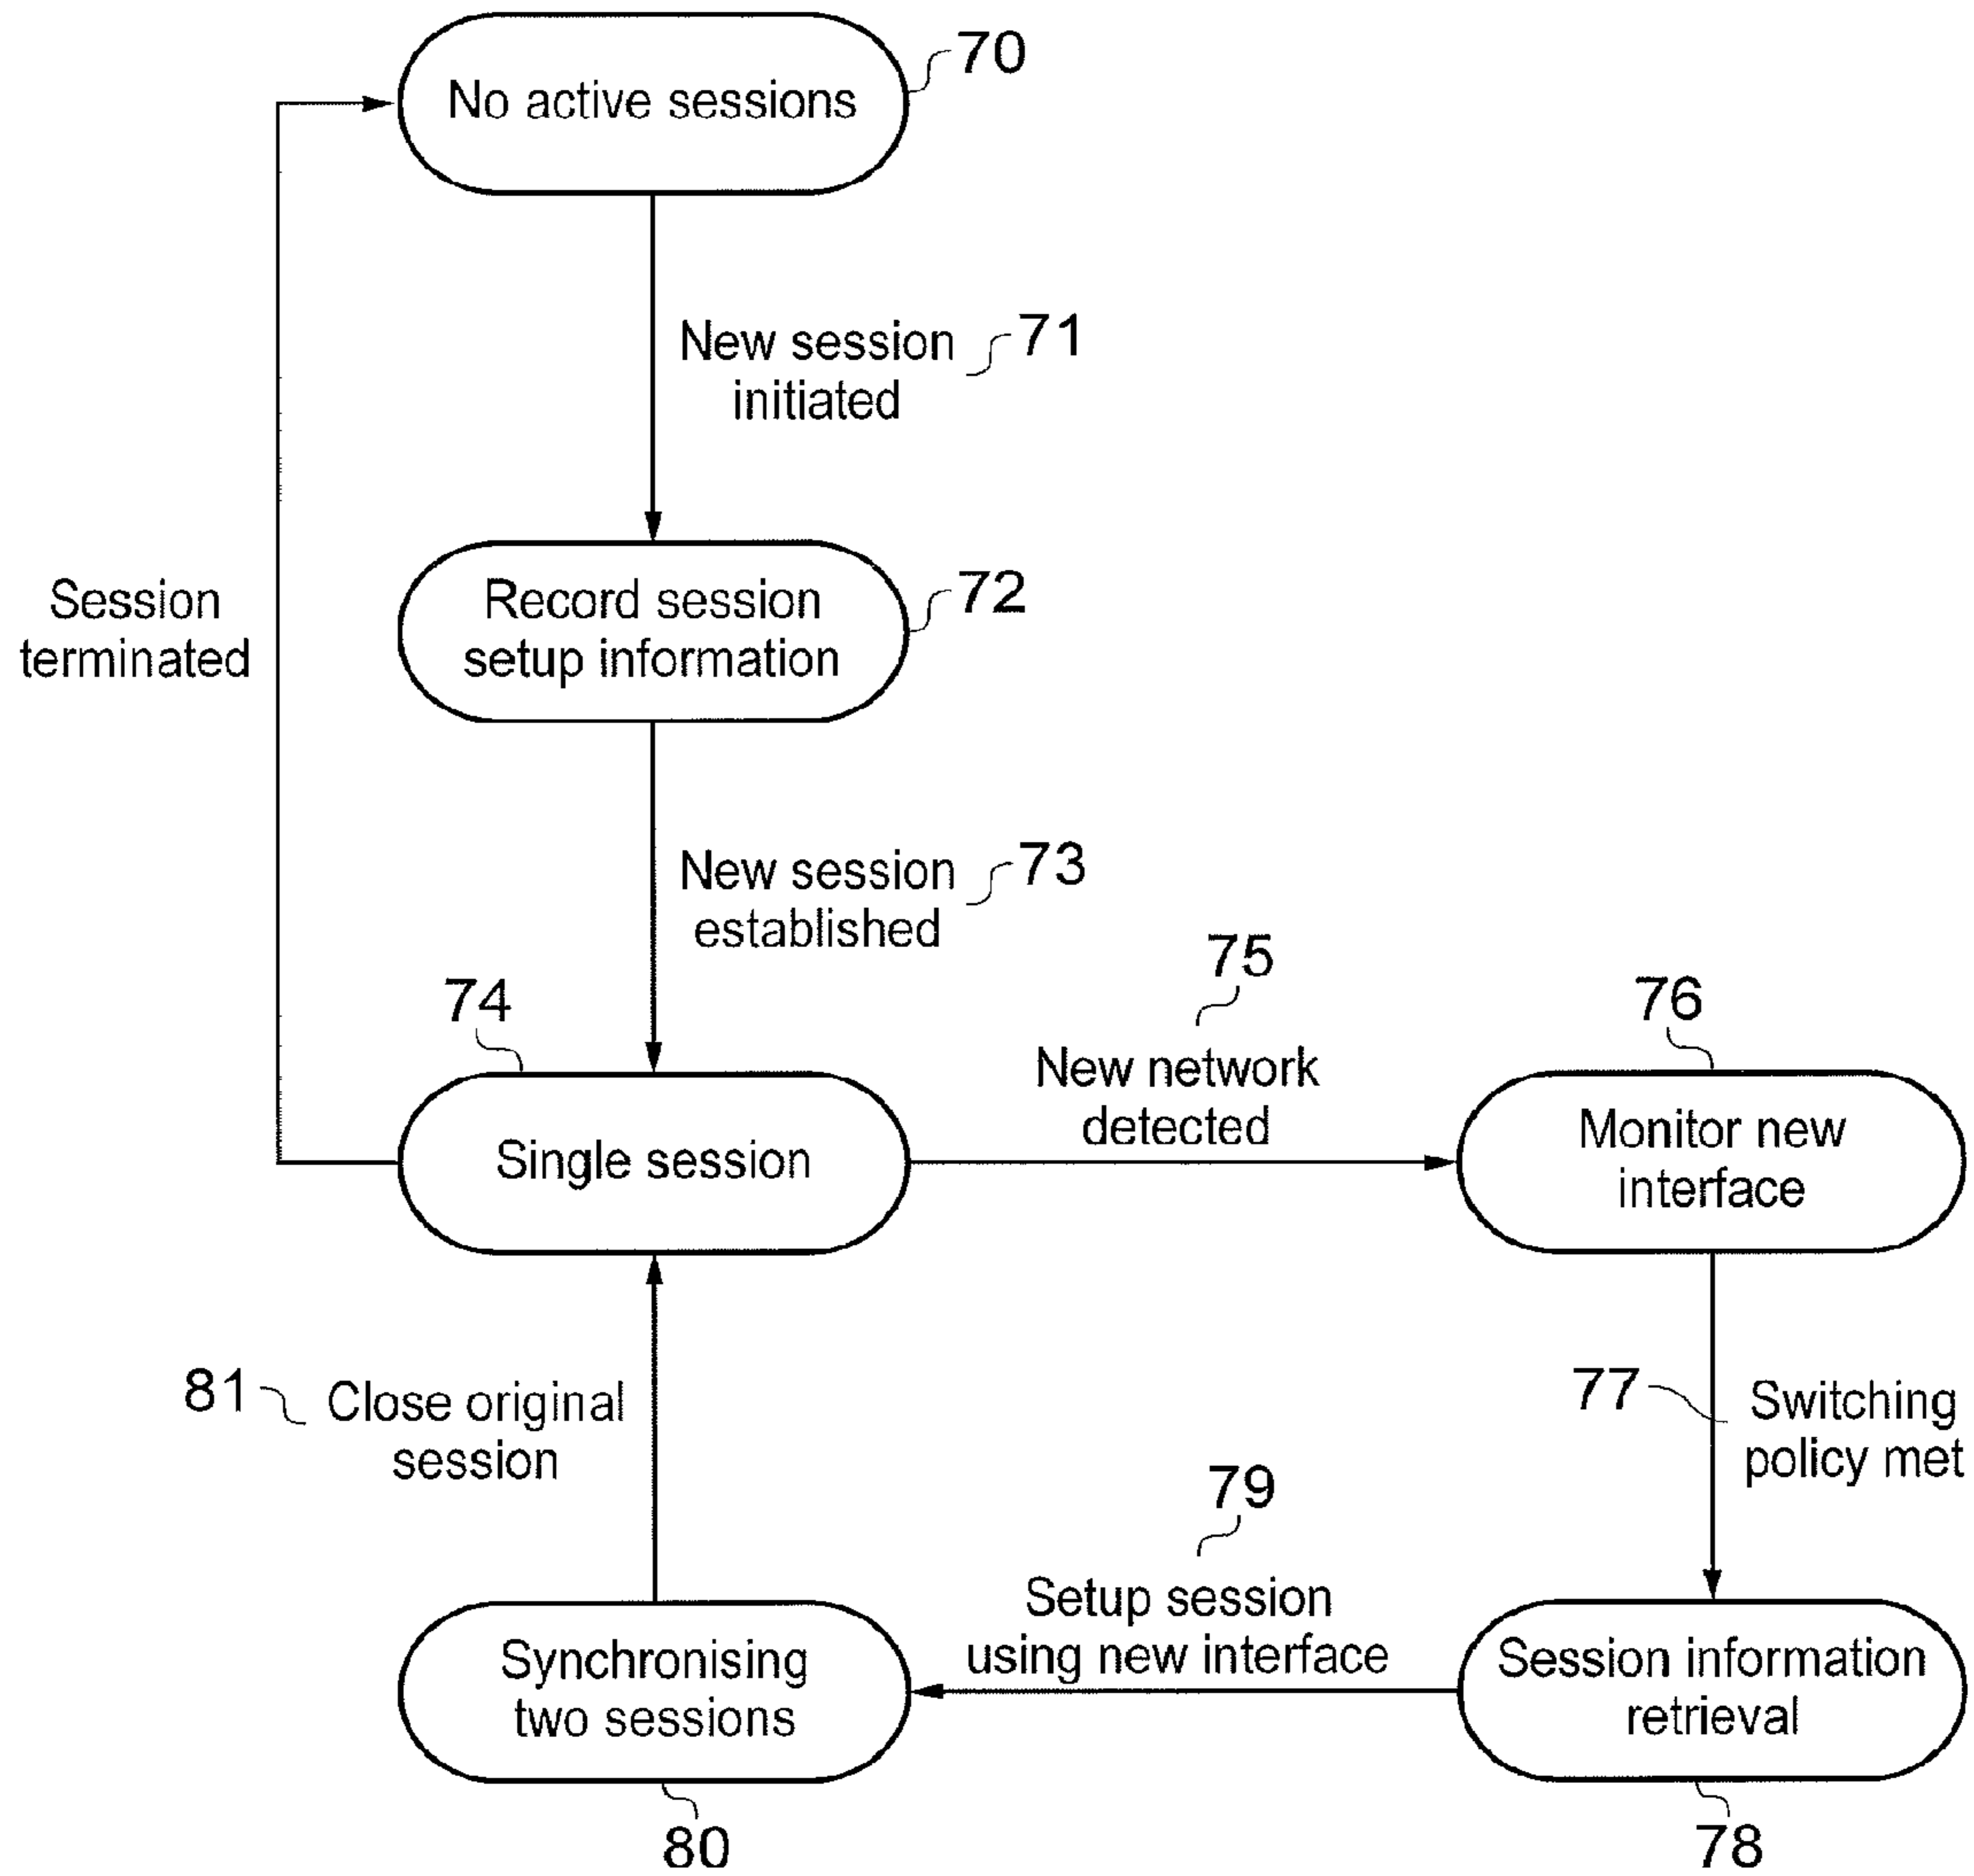 No active sessions
70
New session
initiated
71
Session
terminated
Record session
setup information
72
New session
established
73
74
Single session
75
New network
detected
76
Monitor new
interface
77
Switching
policy met
81
Close original
session
79
Setup session
using new interface
Synchronising
two sessions
80
Session information
retrieval
78